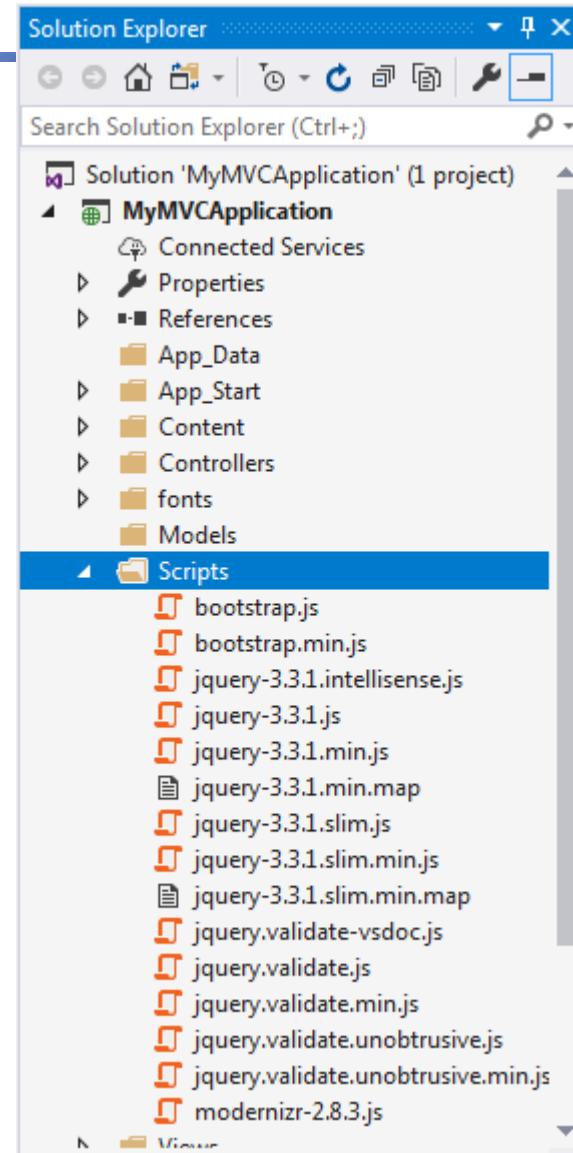 Solution Explorer
Search Solution Explorer (Ctrl+;)
Solution 'MyMVCApplication' (1 project)
MyMVCApplication
Connected Services
Properties
References
App_Data
App_Start
Content
Controllers
fonts
Models
Scripts
bootstrap.js
bootstrap.min.js
jquery-3.3.1.intellisense.js
jquery-3.3.1.js
jquery-3.3.1.min.js
jquery-3.3.1.min.map
jquery-3.3.1.slim.js
jquery-3.3.1.slim.min.js
jquery-3.3.1.slim.min.map
jquery.validate-vsdoc.js
jquery.validate.js
jquery.validate.min.js
jquery.validate.unobtrusive.js
jquery.validate.unobtrusive.min.js
modernizr-2.8.3.js
Views